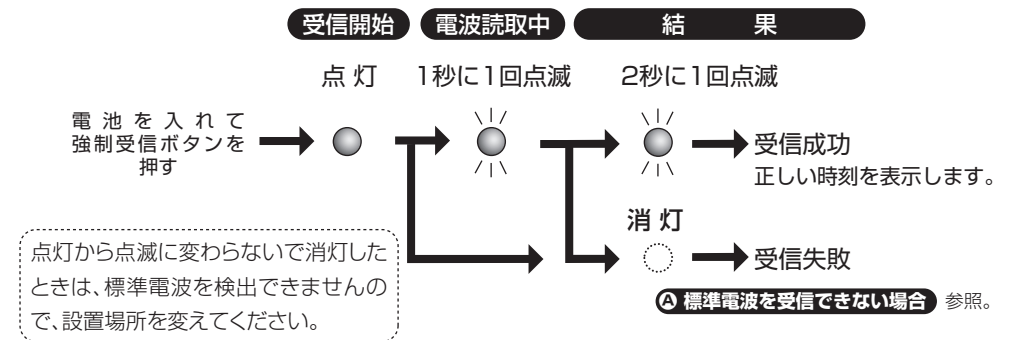 受信開始 電波読取中 結果
点灯 1秒に1回点滅 2秒に1回点滅
電池を入れて
強制受信ボタンを
押す
受信成功
正しい時刻を表示します。
消灯
受信失敗
Ⓐ 標準電波を受信できない場合 参照。
点灯から点滅に変わらないで消灯した
ときは、標準電波を検出できませんの
で、設置場所を変えてください。